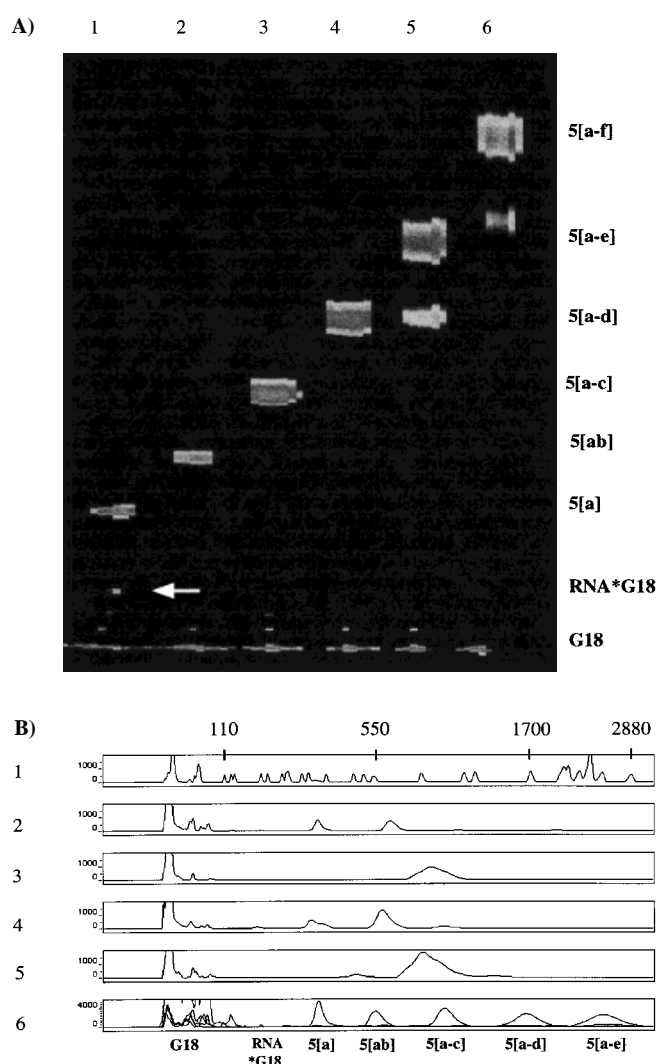 A) 1 2 3 4 5 6
5[a-f]
5[a-e]
5[a-d]
5[a-c]
5[ab]
5[a]
RNA*G18
G18
B) 110 550 1700 2880
1 1000 0
2 1000 0
3 1000 0
4 1000 0
5 1000 0
6 4000 0
G18 RNA 5[a] 5[ab] 5[a-c] 5[a-d] 5[a-e]
*G18